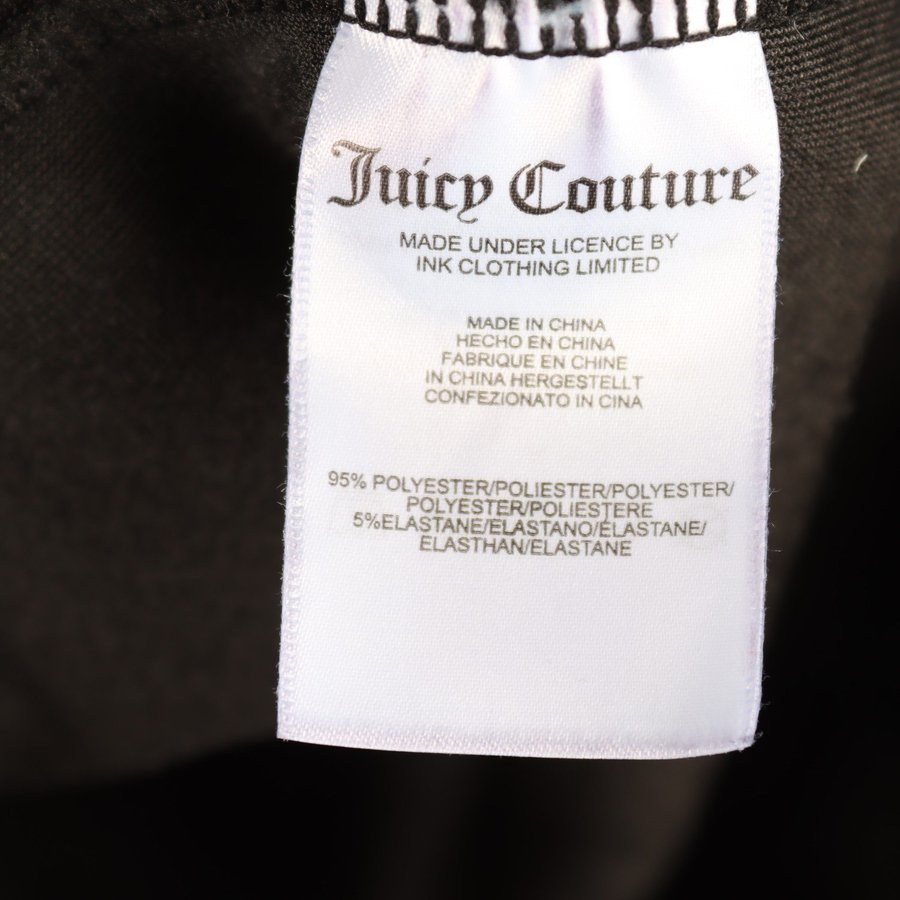 Juicy Couture
MADE UNDER LICENCE BY
INK CLOTHING LIMITED
MADE IN CHINA
HECHO EN CHINA
FABRIQUE EN CHINE
IN CHINA HERGESTELLT
CONFEZIONATO IN CINA
95% POLYESTER/POLIESTER/POLYESTER/
POLYESTER/POLIESTERE
5%ELASTANE/ELASTANO/ÉLASTANE/
ELASTHAN/ELASTANE